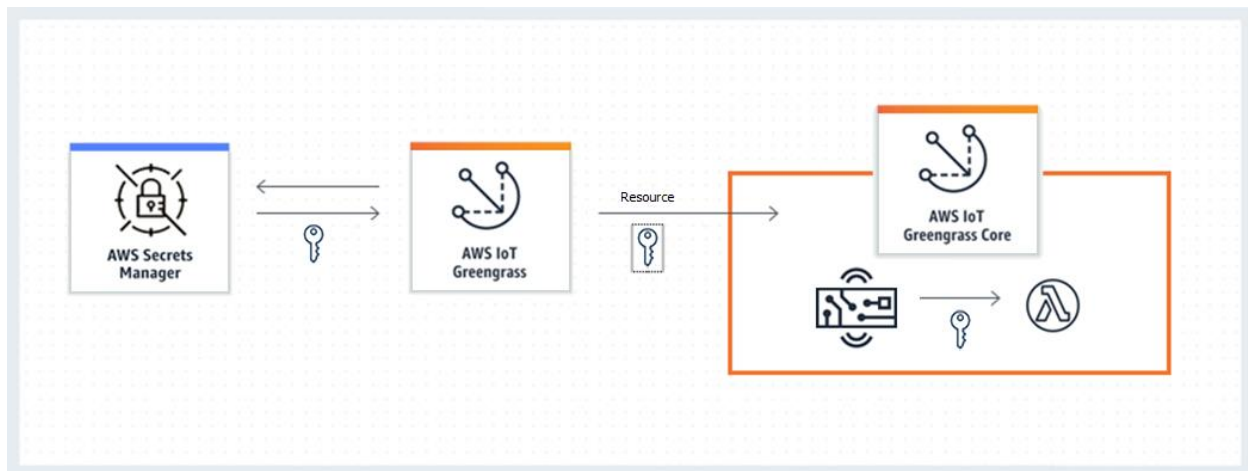 AWS Secrets
Manager
AWS IoT
Greengrass
Resource
AWS IoT
Greengrass Core